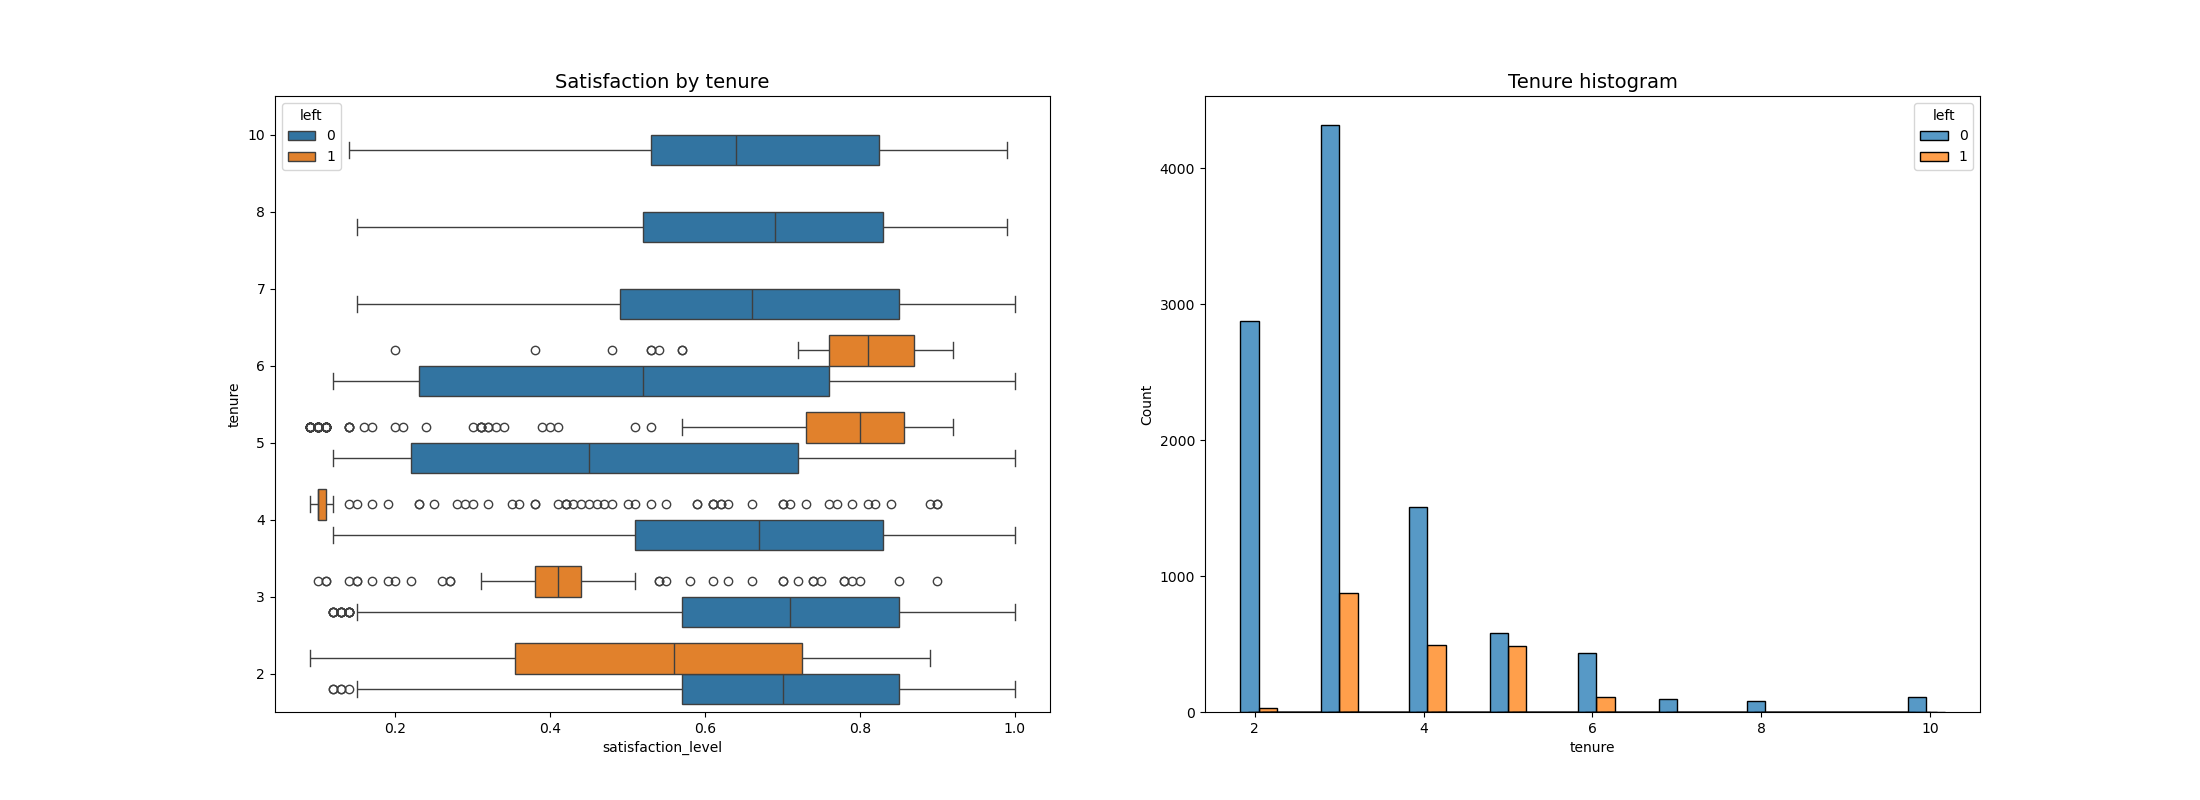 Satisfaction by tenure
left
0
1
10
8
7
6
5
4
3
2
tenure
0.2 0.4 0.6 0.8 1.0
satisfaction_level
Tenure histogram
left
0
1
4000
3000
2000
1000
0
Count
2 4 6 8 10
tenure